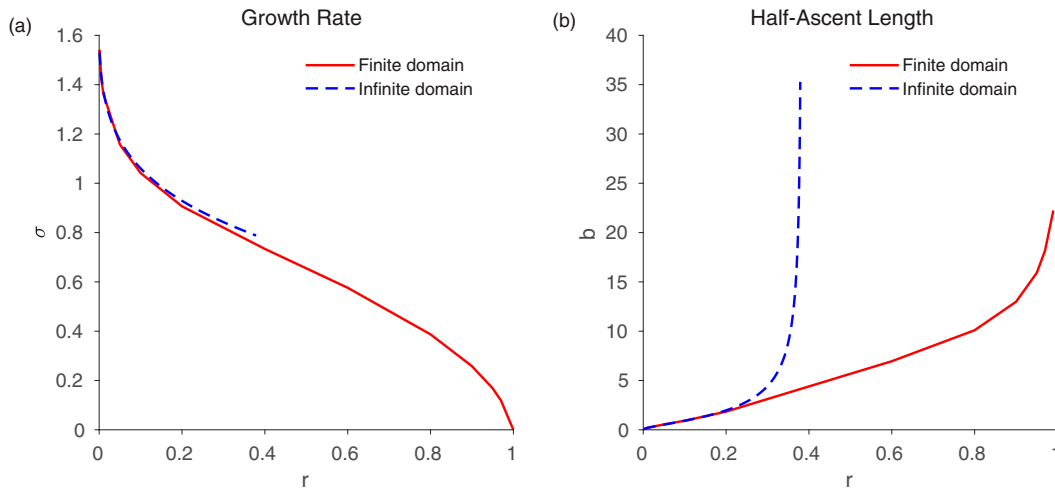 (a)
Growth Rate
1.6
1.4
1.2
1
0.8
0.6
0.4
0.2
0
σ
Finite domain
Infinite domain
0
0.2
0.4
0.6
0.8
1
r
(b)
Half-Ascent Length
40
35
30
25
20
15
10
5
0
b
Finite domain
Infinite domain
0
0.2
0.4
0.6
0.8
1
r